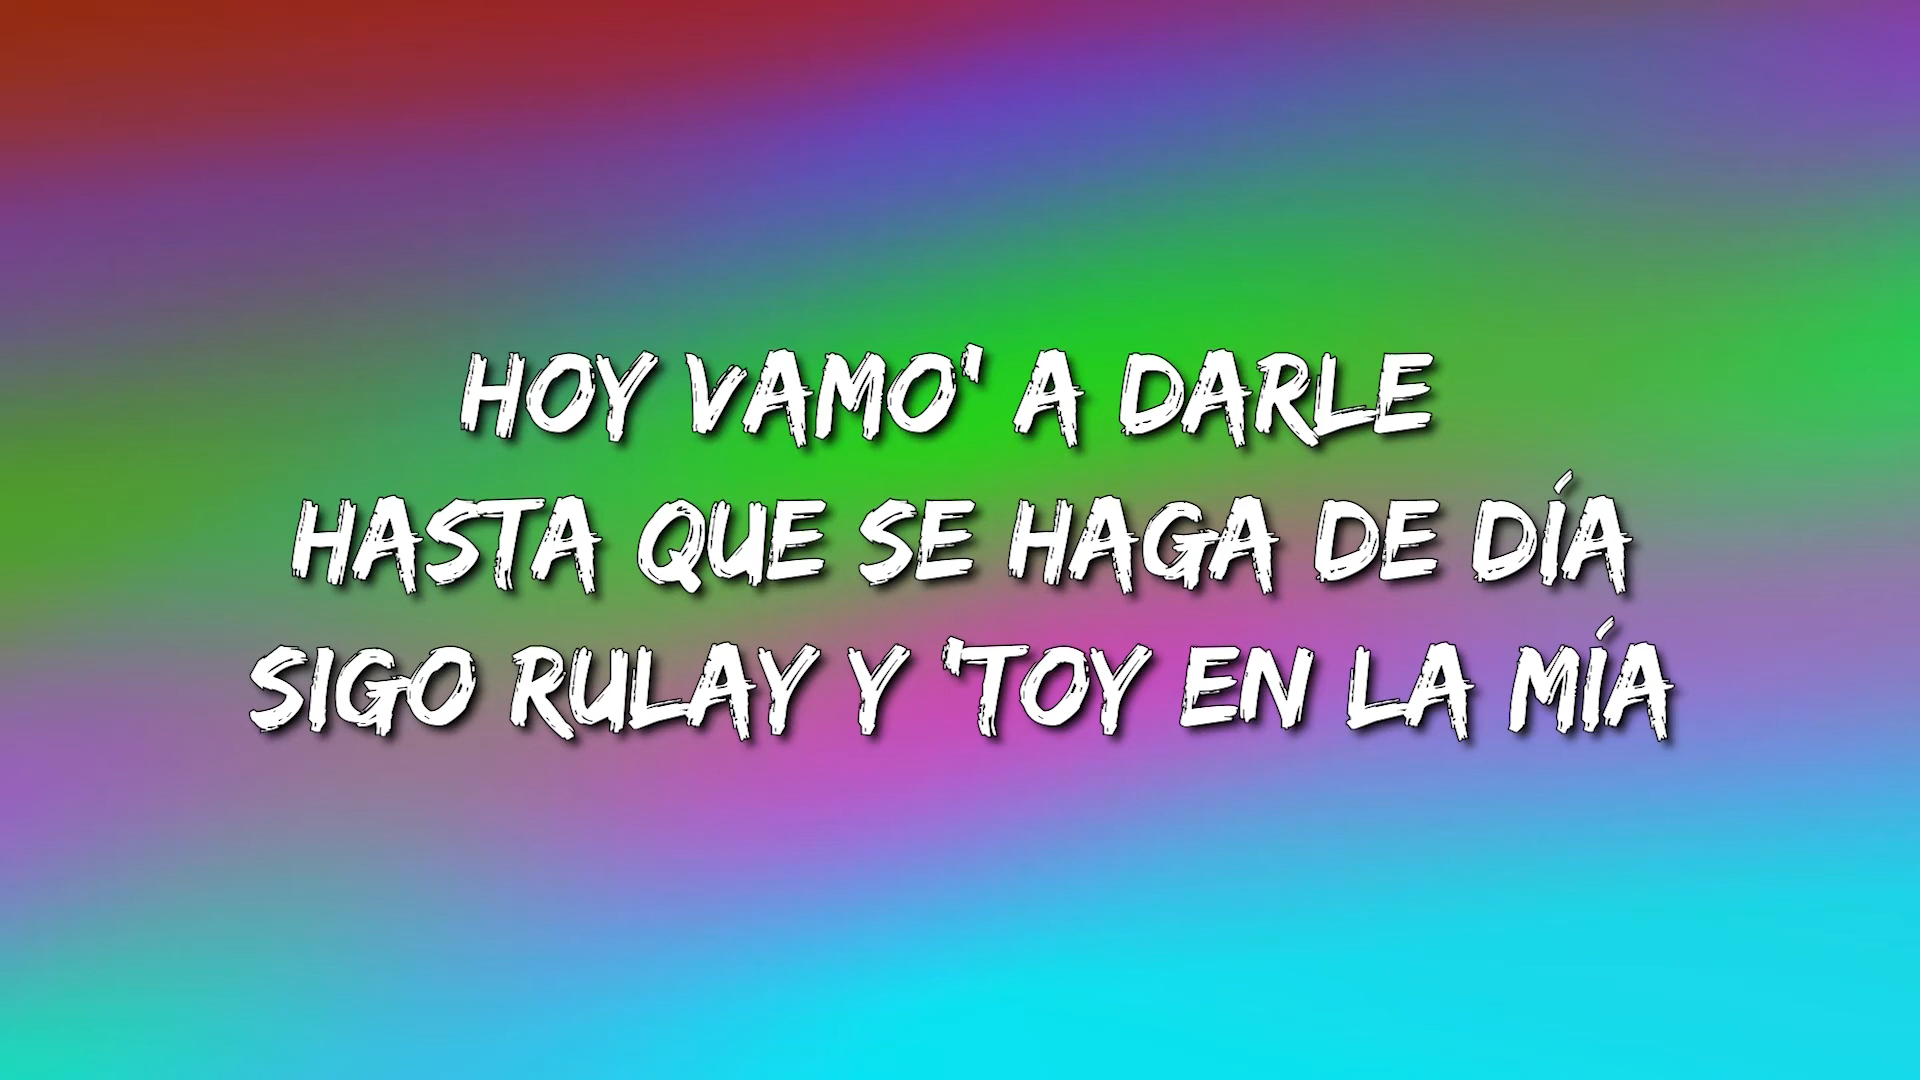 HOY VAMO' A DARLE
HASTA QUE SE HAGA DE DÍA
SIGO RULAY Y 'TOY EN LA MÍA